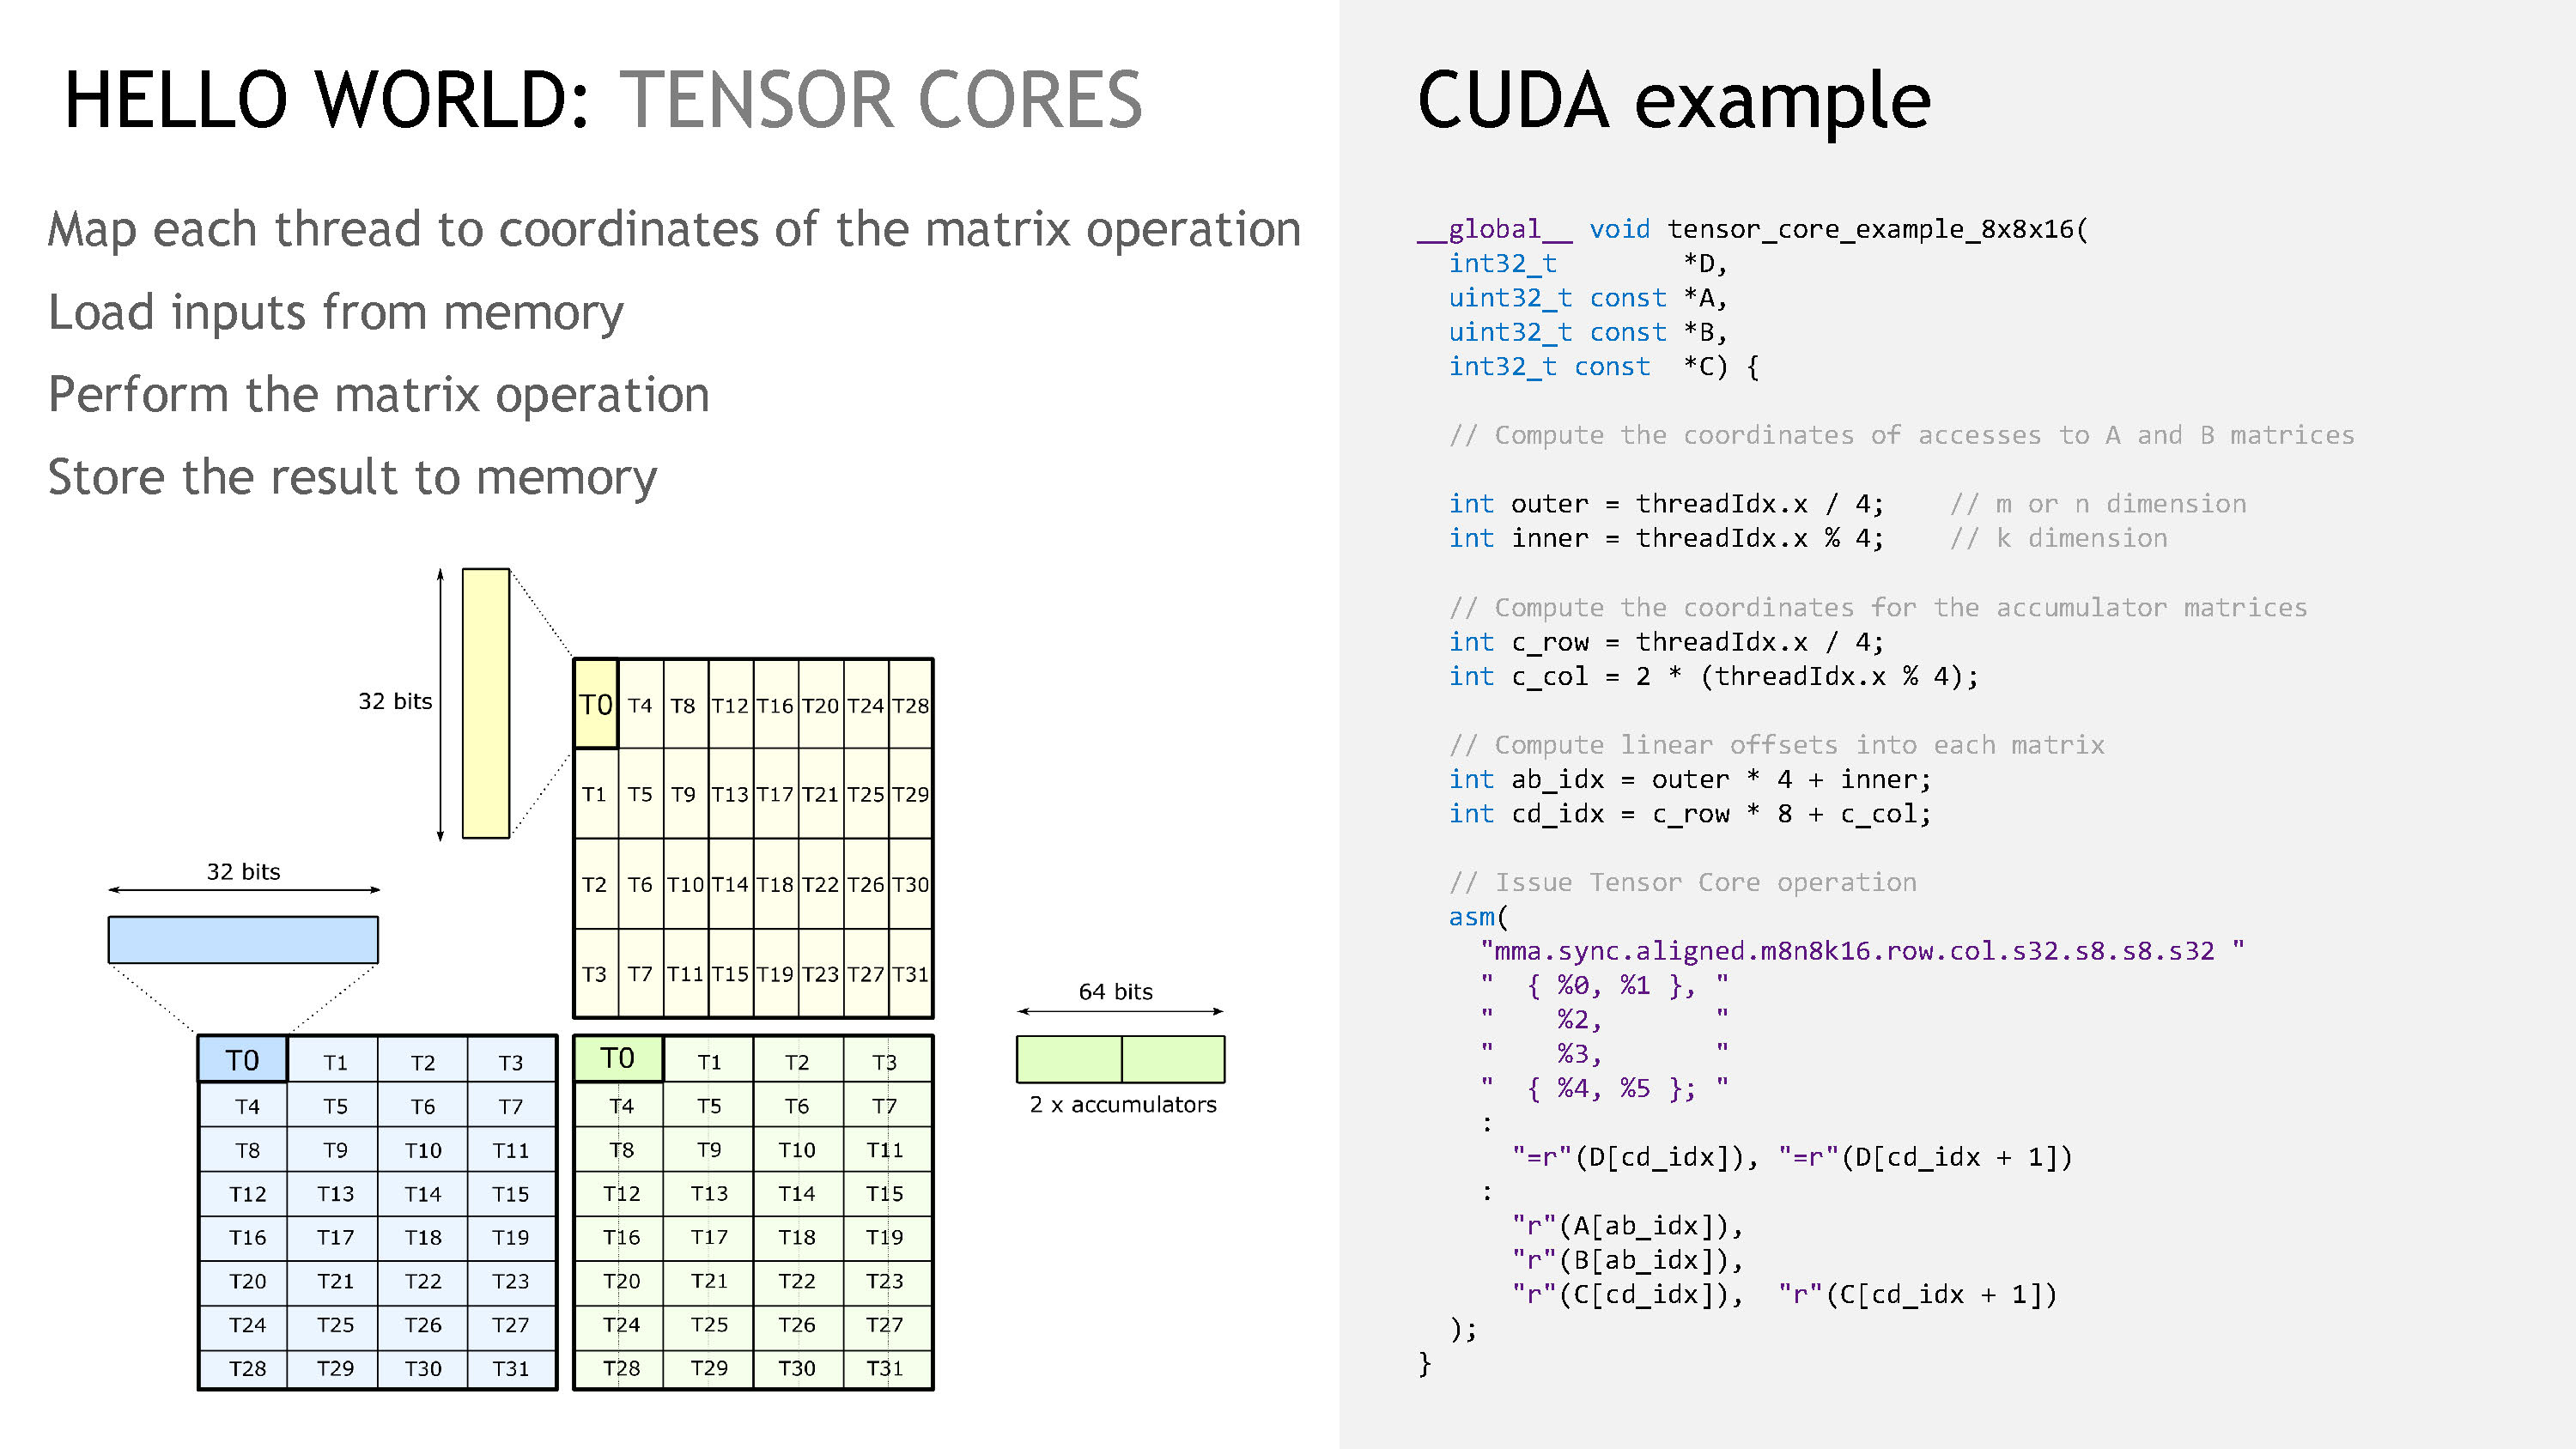 HELLO WORLD: TENSOR CORES
Map each thread to coordinates of the matrix operation
Load inputs from memory
Perform the matrix operation
Store the result to memory
32 bits
T0 T4 T8 T12 T16 T20 T24 T28
T1 T5 T9 T13 T17 T21 T25 T29
T2 T6 T10 T14 T18 T22 T26 T30
T3 T7 T11 T15 T19 T23 T27 T31
32 bits
T0 T1 T2 T3
T4 T5 T6 T7
T8 T9 T10 T11
T12 T13 T14 T15
T16 T17 T18 T19
T20 T21 T22 T23
T24 T25 T26 T27
T28 T29 T30 T31
T0 T1 T2 T3
T4 T5 T6 T7
T8 T9 T10 T11
T12 T13 T14 T15
T16 T17 T18 T19
T20 T21 T22 T23
T24 T25 T26 T27
T28 T29 T30 T31
64 bits
2 x accumulators
CUDA example
__global__ void tensor_core_example_8x8x16(
  int32_t        *D,
  uint32_t const *A,
  uint32_t const *B,
  int32_t const  *C) {
  // Compute the coordinates of accesses to A and B matrices
  int outer = threadIdx.x / 4;    // m or n dimension
  int inner = threadIdx.x % 4;    // k dimension
  // Compute the coordinates for the accumulator matrices
  int c_row = threadIdx.x / 4;
  int c_col = 2 * (threadIdx.x % 4);
  // Compute linear offsets into each matrix
  int ab_idx = outer * 4 + inner;
  int cd_idx = c_row * 8 + c_col;
  // Issue Tensor Core operation
  asm(
    "mma.sync.aligned.m8n8k16.row.col.s32.s8.s8.s32 "
    "  { %0, %1 }, "
    "    %2,       "
    "    %3,       "
    "  { %4, %5 }; "
    :
      "=r"(D[cd_idx]), "=r"(D[cd_idx + 1])
    :
      "r"(A[ab_idx]),
      "r"(B[ab_idx]),
      "r"(C[cd_idx]),  "r"(C[cd_idx + 1])
  );
}